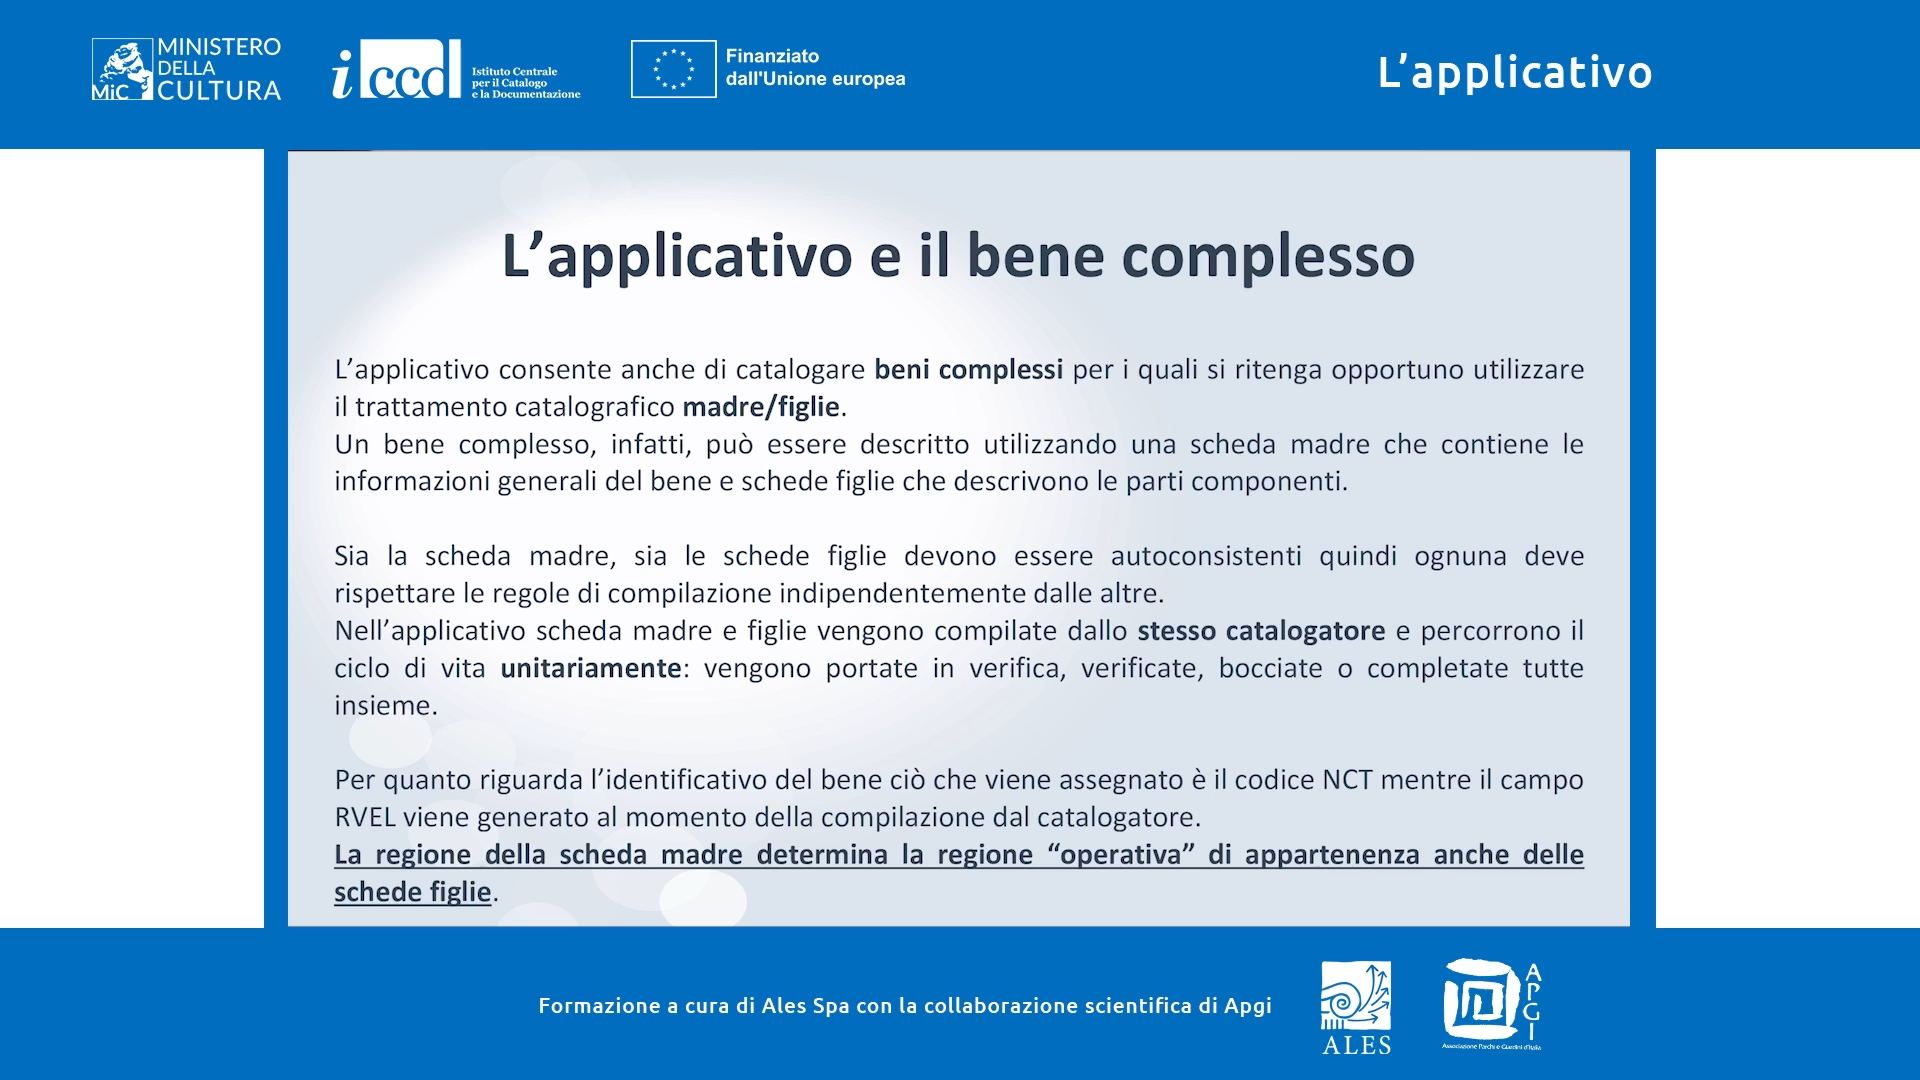 MiC
MINISTERO
DELLA
CULTURA
iccd
Istituto Centrale
per il Catalogo
e la Documentazione
Finanziato
dall'Unione europea
L’applicativo
L’applicativo e il bene complesso
L’applicativo consente anche di catalogare beni complessi per i quali si ritenga opportuno utilizzare
il trattamento catalografico madre/figlie.
Un bene complesso, infatti, può essere descritto utilizzando una scheda madre che contiene le
informazioni generali del bene e schede figlie che descrivono le parti componenti.
Sia la scheda madre, sia le schede figlie devono essere autoconsistenti quindi ognuna deve
rispettare le regole di compilazione indipendentemente dalle altre.
Nell’applicativo scheda madre e figlie vengono compilate dallo stesso catalogatore e percorrono il
ciclo di vita unitariamente: vengono portate in verifica, verificate, bocciate o completate tutte
insieme.
Per quanto riguarda l’identificativo del bene ciò che viene assegnato è il codice NCT mentre il campo
RVEL viene generato al momento della compilazione dal catalogatore.
La regione della scheda madre determina la regione “operativa” di appartenenza anche delle
schede figlie.
Formazione a cura di Ales Spa con la collaborazione scientifica di Apgi
ALES
APGI
Associazione Parchi e Giardini d'Italia